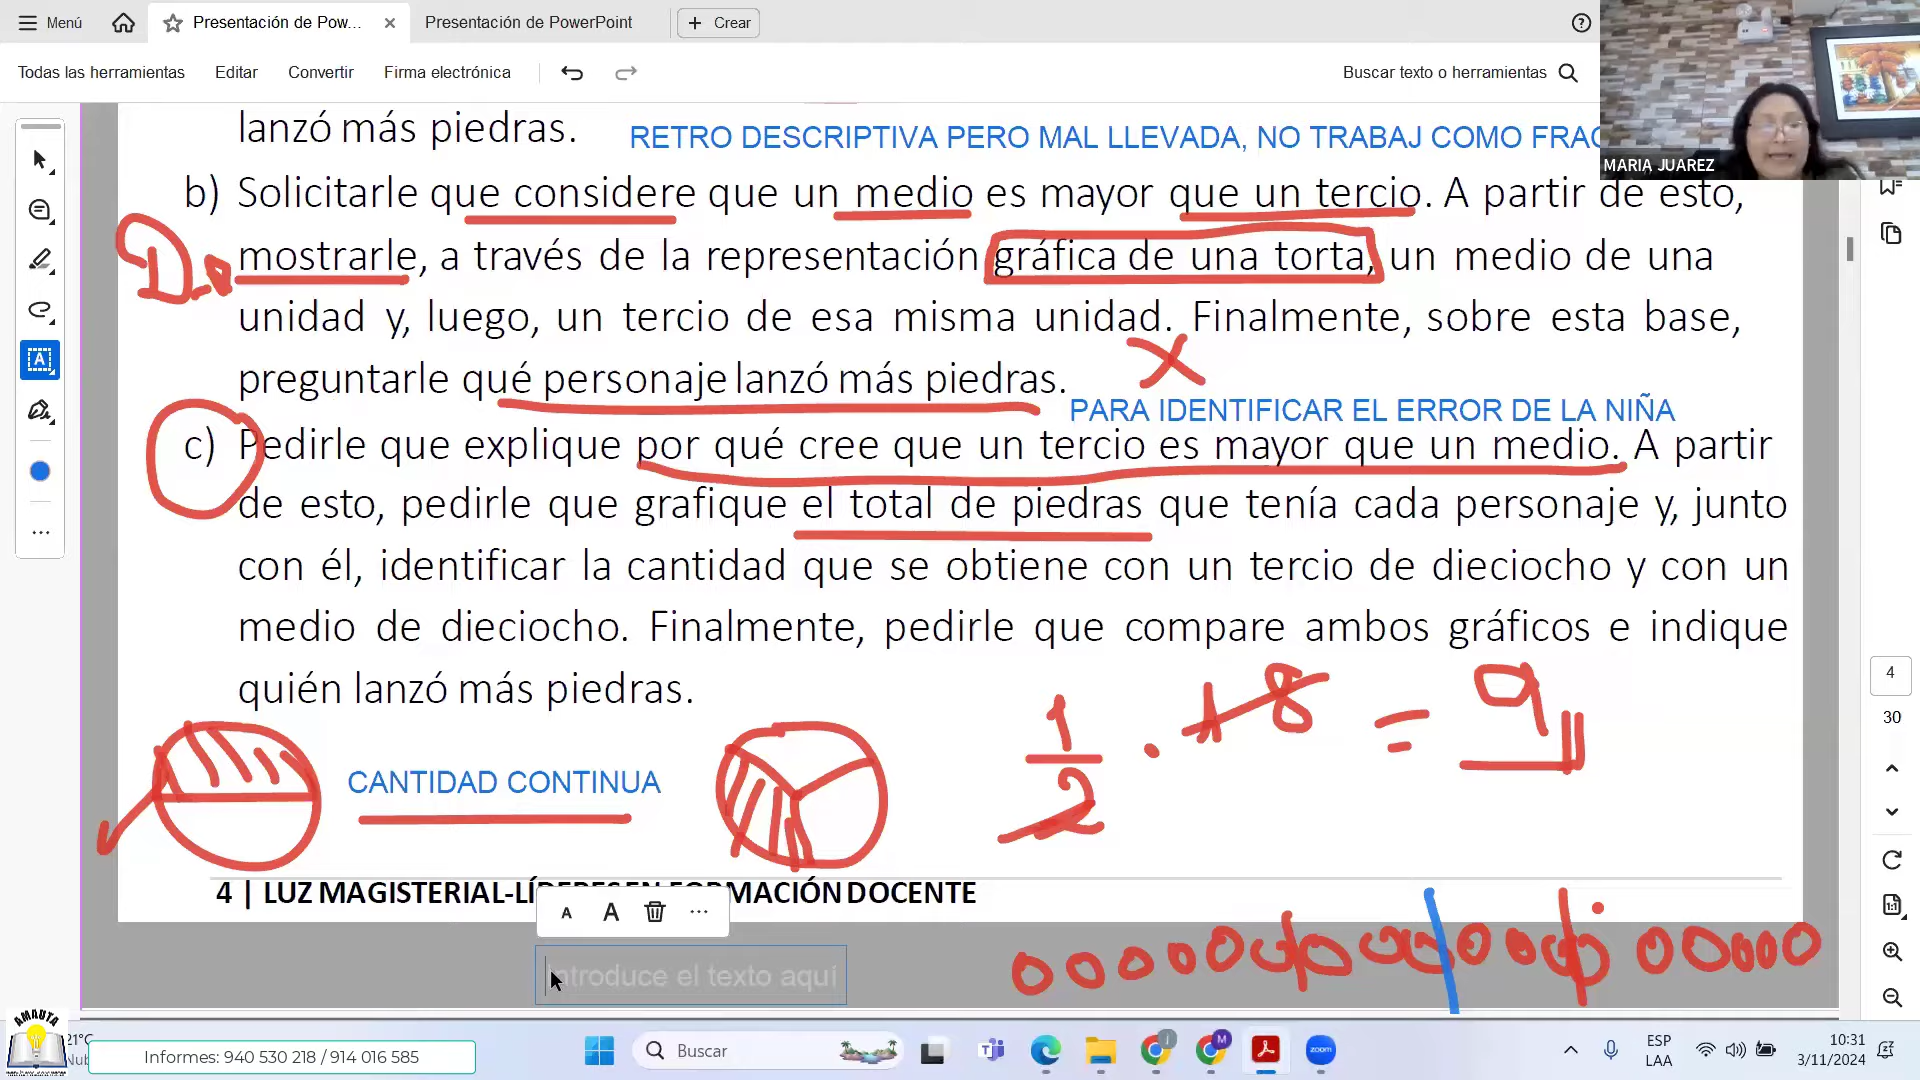 Menú
Presentación de Pow...
Presentación de PowerPoint
Crear
Todas las herramientas
Editar
Convertir
Firma electrónica
Buscar texto o herramientas
MARIA JUAREZ
lanzó más piedras.
RETRO DESCRIPTIVA PERO MAL LLEVADA, NO TRABAJ COMO FRAC
b) Solicitarle que considere que un medio es mayor que un tercio. A partir de esto,
mostrarle, a través de la representación gráfica de una torta, un medio de una
unidad y, luego, un tercio de esa misma unidad. Finalmente, sobre esta base,
preguntarle qué personaje lanzó más piedras.
PARA IDENTIFICAR EL ERROR DE LA NIÑA
c) Pedirle que explique por qué cree que un tercio es mayor que un medio. A partir
de esto, pedirle que grafique el total de piedras que tenía cada personaje y, junto
con él, identificar la cantidad que se obtiene con un tercio de dieciocho y con un
medio de dieciocho. Finalmente, pedirle que compare ambos gráficos e indique
quién lanzó más piedras.
1/2 . 18 = 9
CANTIDAD CONTINUA
4 | LUZ MAGISTERIAL-LÍDERES EN FORMACIÓN DOCENTE
Introduce el texto aquí
4
30
AMAUTA
21°C
Informes: 940 530 218 / 914 016 585
Buscar
zoom
ESP
LAA
10:31
3/11/2024